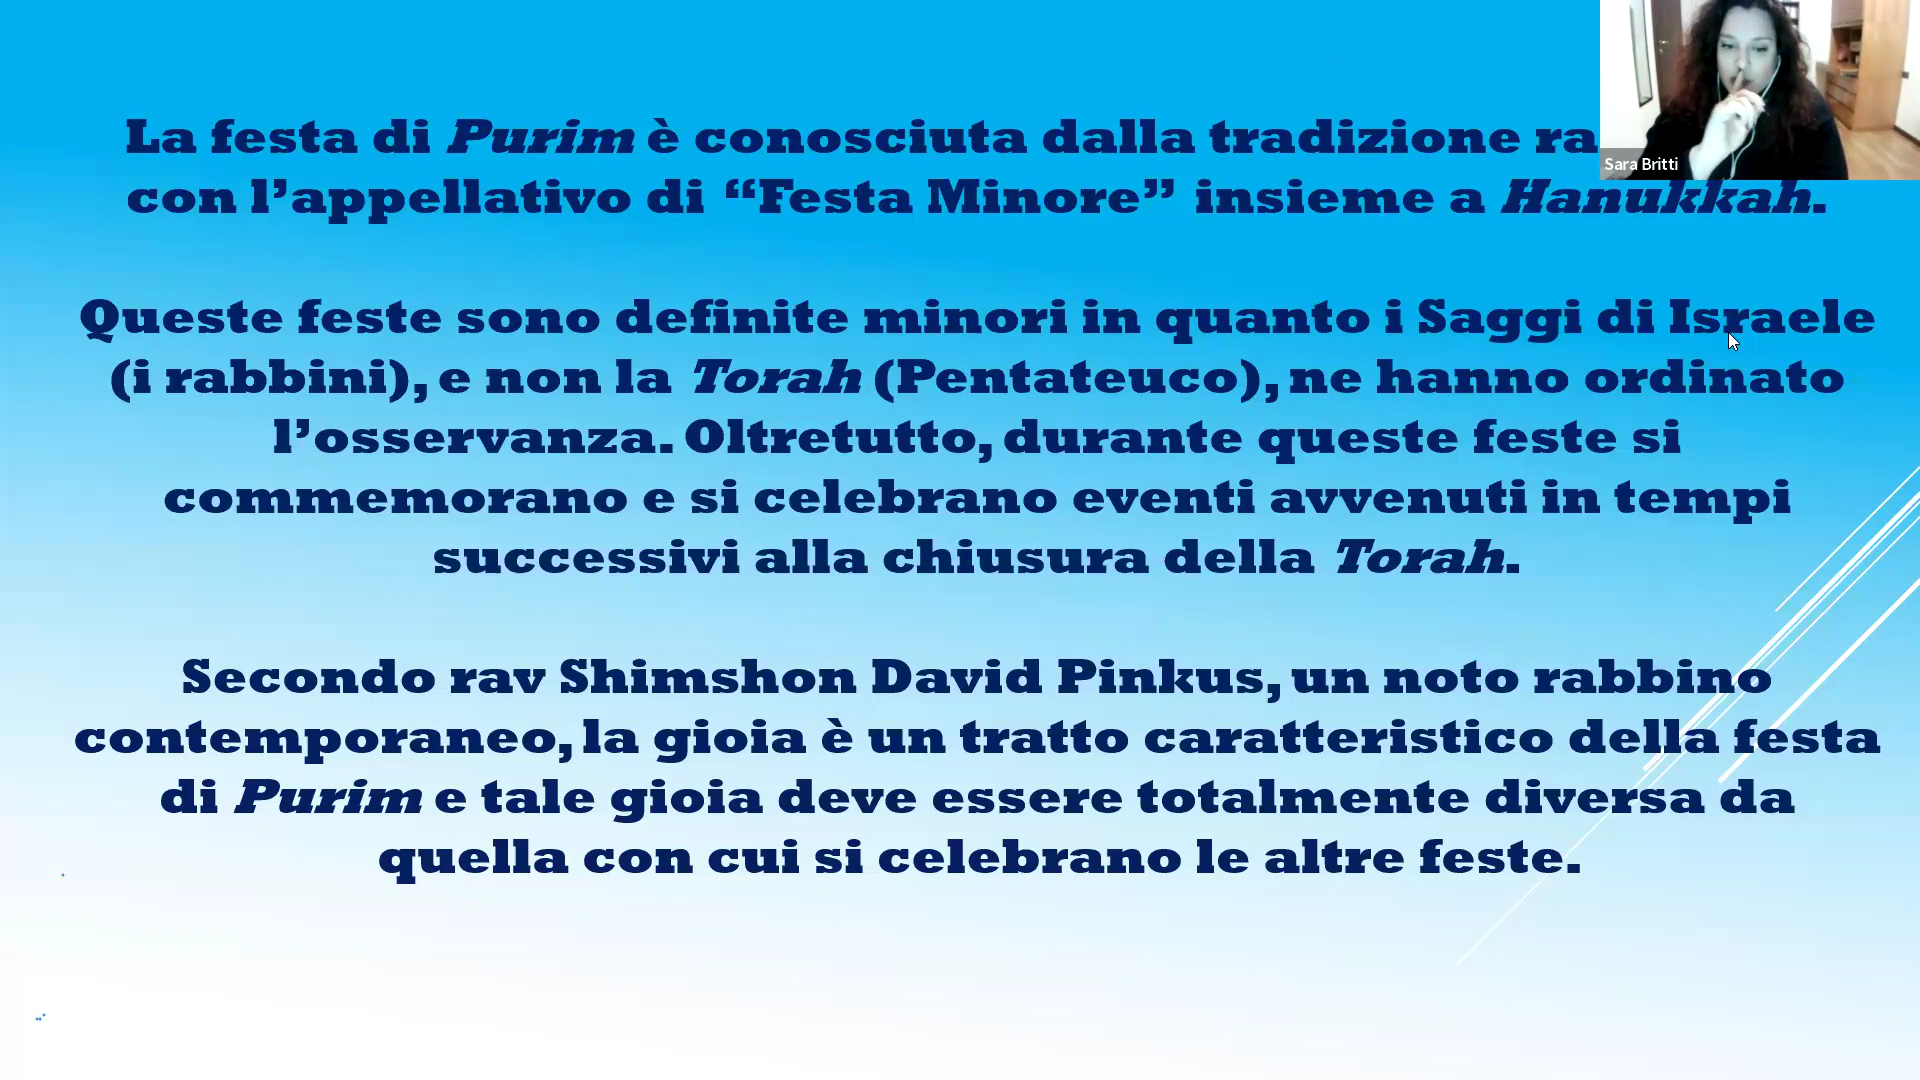 La festa di Purim è conosciuta dalla tradizione
con l’appellativo di “Festa Minore” insieme a Hanukkah.
Queste feste sono definite minori in quanto i Saggi di Israele
(i rabbini), e non la Torah (Pentateuco), ne hanno ordinato
l’osservanza. Oltretutto, durante queste feste si
commemorano e si celebrano eventi avvenuti in tempi
successivi alla chiusura della Torah.
Secondo rav Shimshon David Pinkus, un noto rabbino
contemporaneo, la gioia è un tratto caratteristico della festa
di Purim e tale gioia deve essere totalmente diversa da
quella con cui si celebrano le altre feste.
Sara Britti